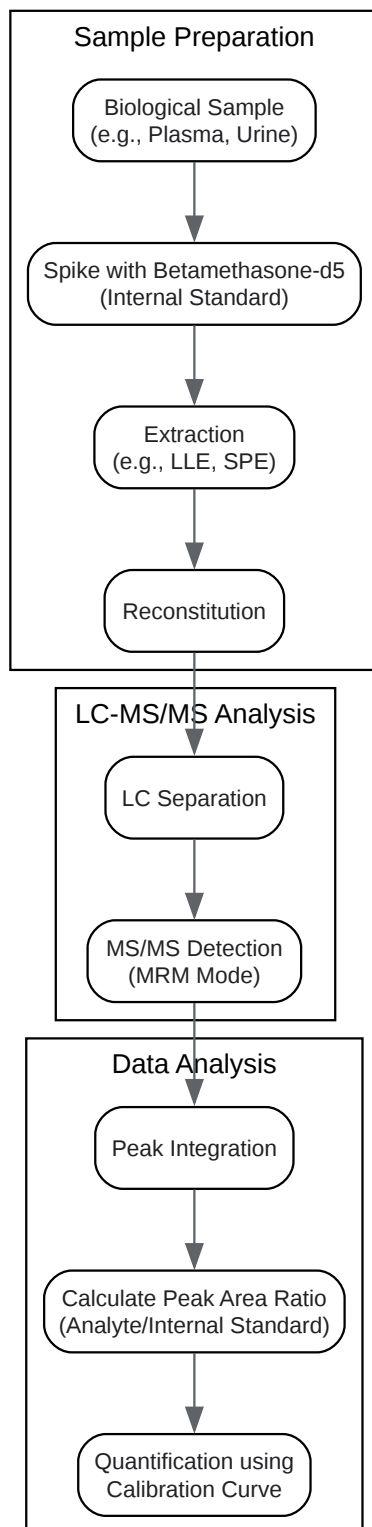 Sample Preparation
Biological Sample
(e.g., Plasma, Urine)
Spike with Betamethasone-d5
(Internal Standard)
Extraction
(e.g., LLE, SPE)
Reconstitution
LC-MS/MS Analysis
LC Separation
MS/MS Detection
(MRM Mode)
Data Analysis
Peak Integration
Calculate Peak Area Ratio
(Analyte/Internal Standard)
Quantification using
Calibration Curve